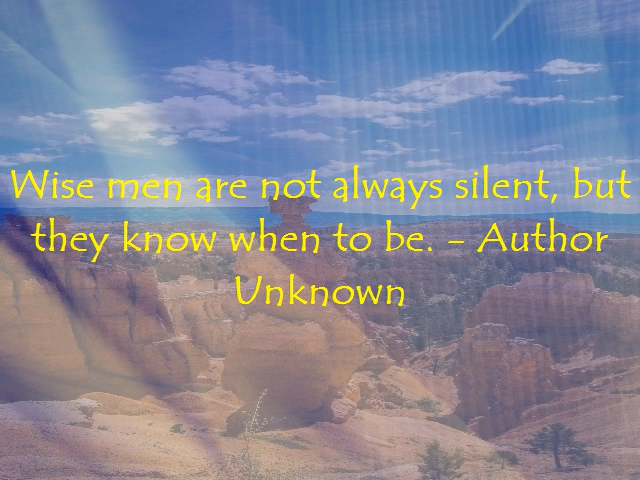 Wise men are not always silent, but
they know when to be. - Author
Unknown